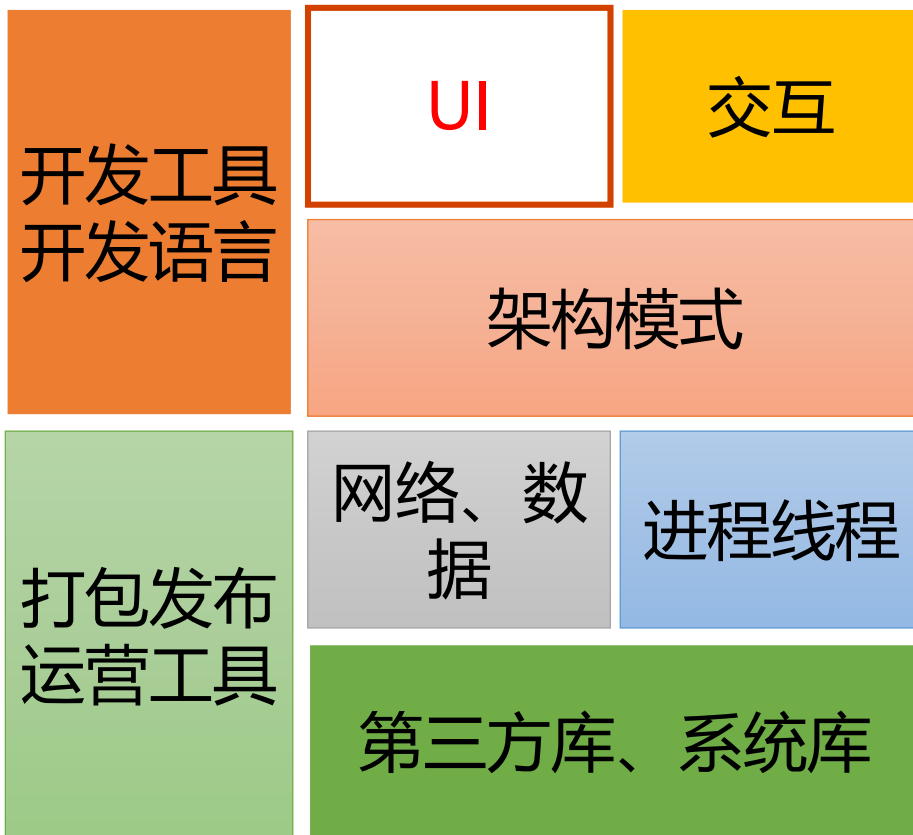 开发工具
开发语言
UI
交互
架构模式
打包发布
运营工具
网络、数
据
进程线程
第三方库、系统库